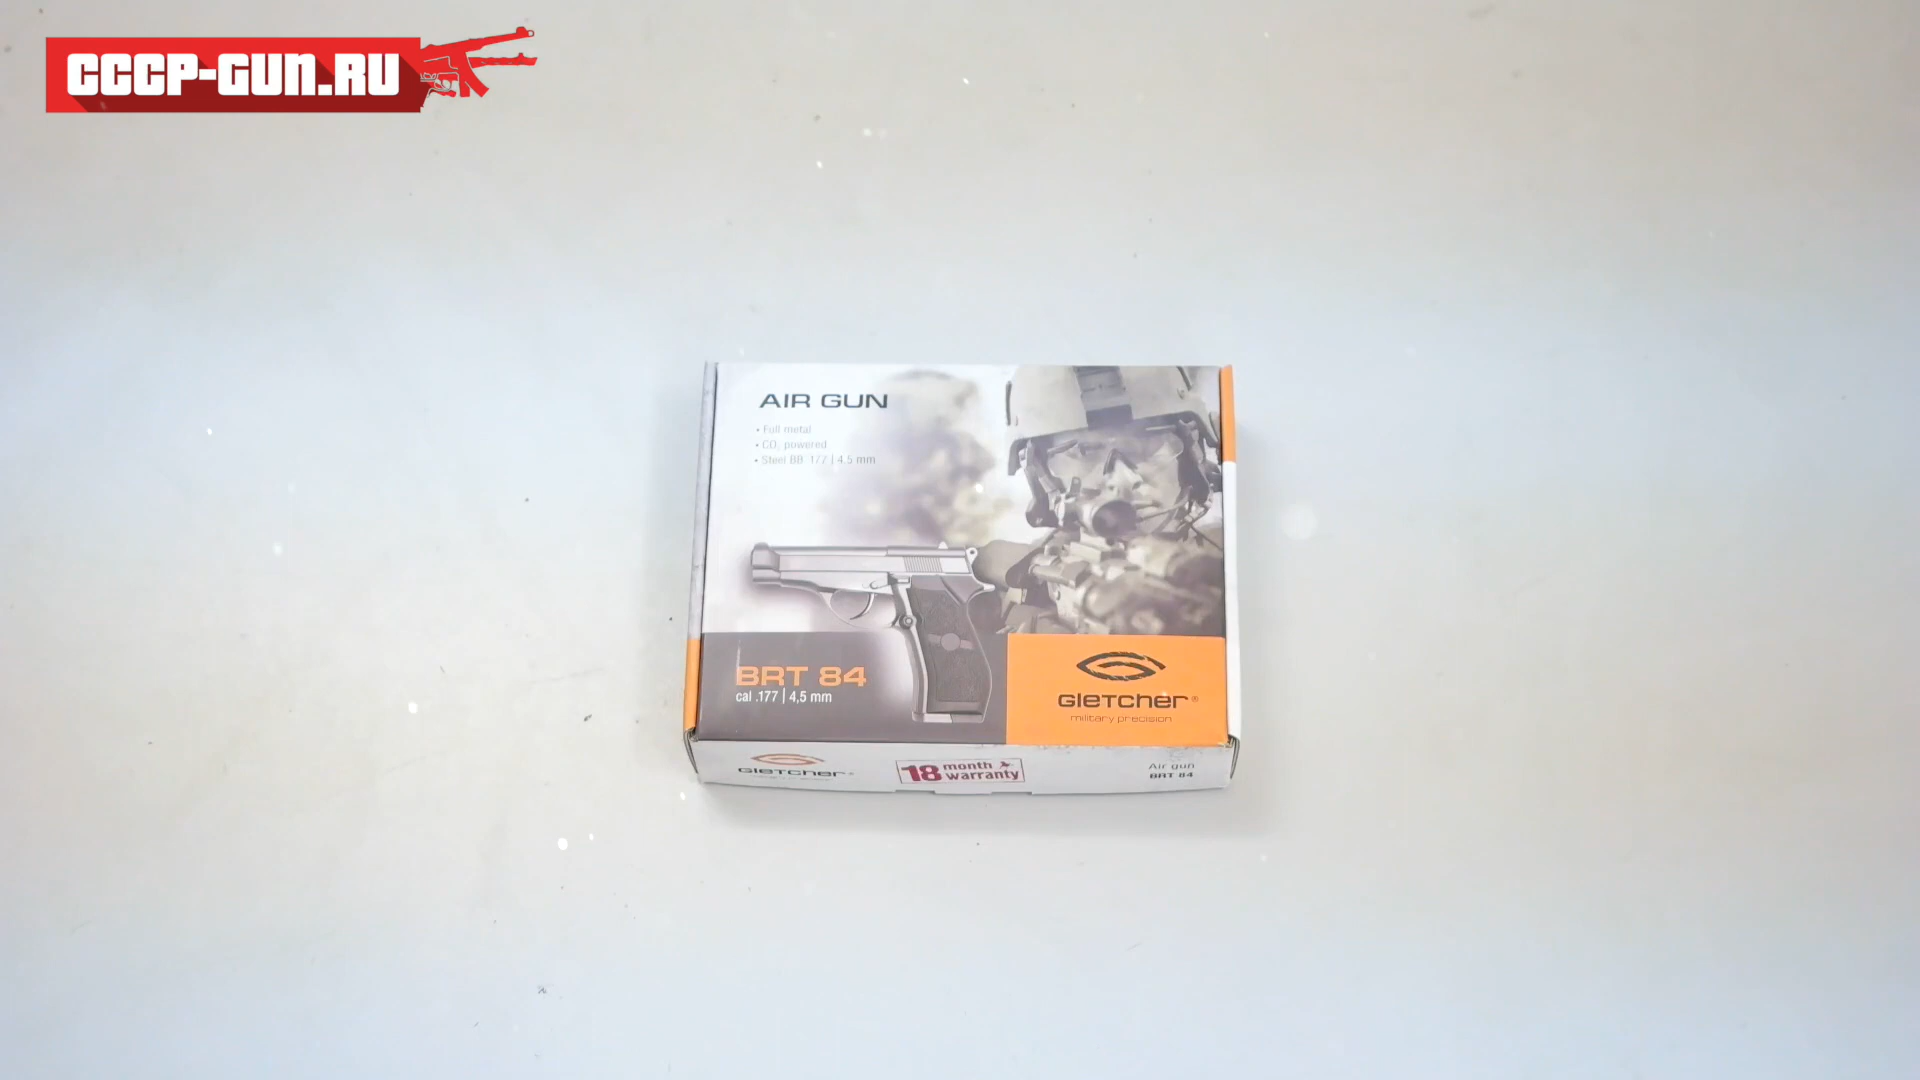 CCCP-GUN.RU
AIR GUN
• Full metal
• CO₂ powered
• Steel BB .177 | 4.5 mm
BRT 84
cal .177 | 4,5 mm
GLETCHER®
military precision
GLETCHER®
18 month
warranty
Air gun
BRT 84